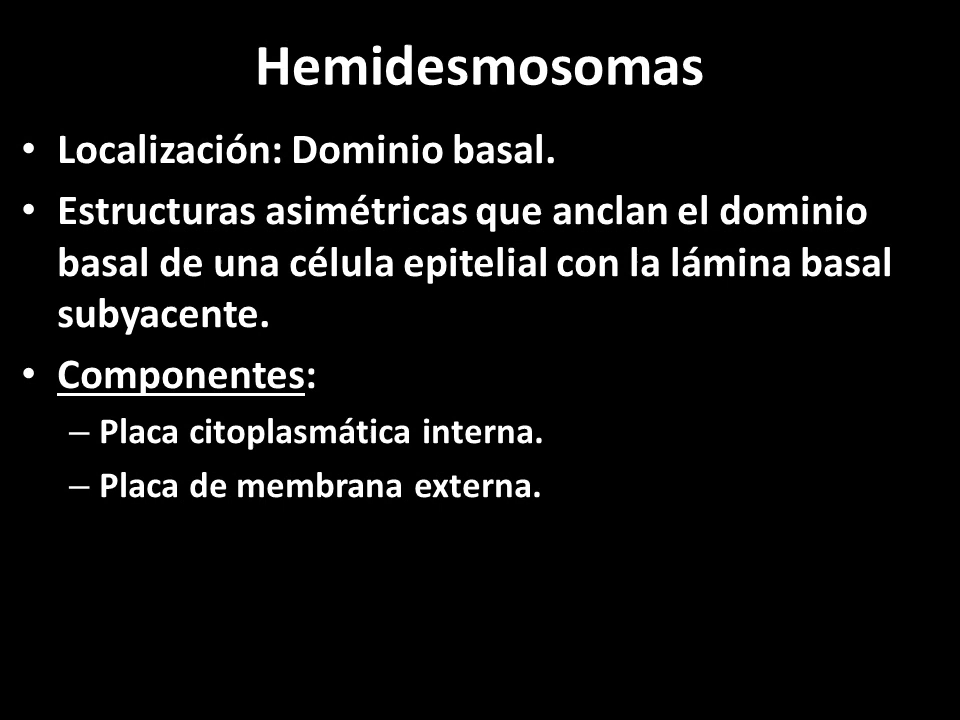 Hemidesmosomas
• Localización: Dominio basal.
• Estructuras asimétricas que anclan el dominio
basal de una célula epitelial con la lámina basal
subyacente.
• Componentes:
– Placa citoplasmática interna.
– Placa de membrana externa.